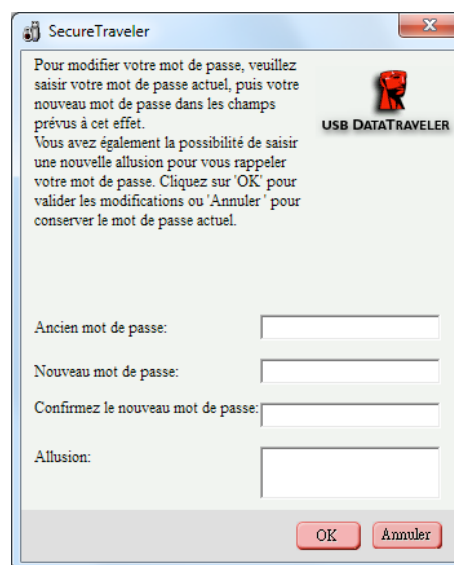 SecureTraveler
Pour modifier votre mot de passe, veuillez
saisir votre mot de passe actuel, puis votre
nouveau mot de passe dans les champs
prévus à cet effet.
Vous avez également la possibilité de saisir
une nouvelle allusion pour vous rappeler
votre mot de passe. Cliquez sur 'OK' pour
valider les modifications ou 'Annuler ' pour
conserver le mot de passe actuel.
USB DATATRAVELER
Ancien mot de passe:
Nouveau mot de passe:
Confirmez le nouveau mot de passe:
Allusion:
OK
Annuler